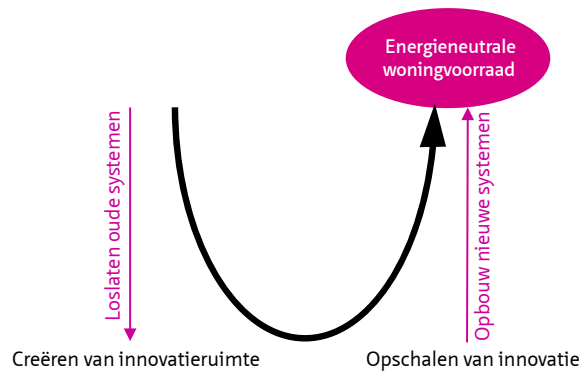 Energieneutrale
woningvoorraad
Loslaten oude systemen
Opbouw nieuwe systemen
Creëren van innovatieruimte
Opschalen van innovatie